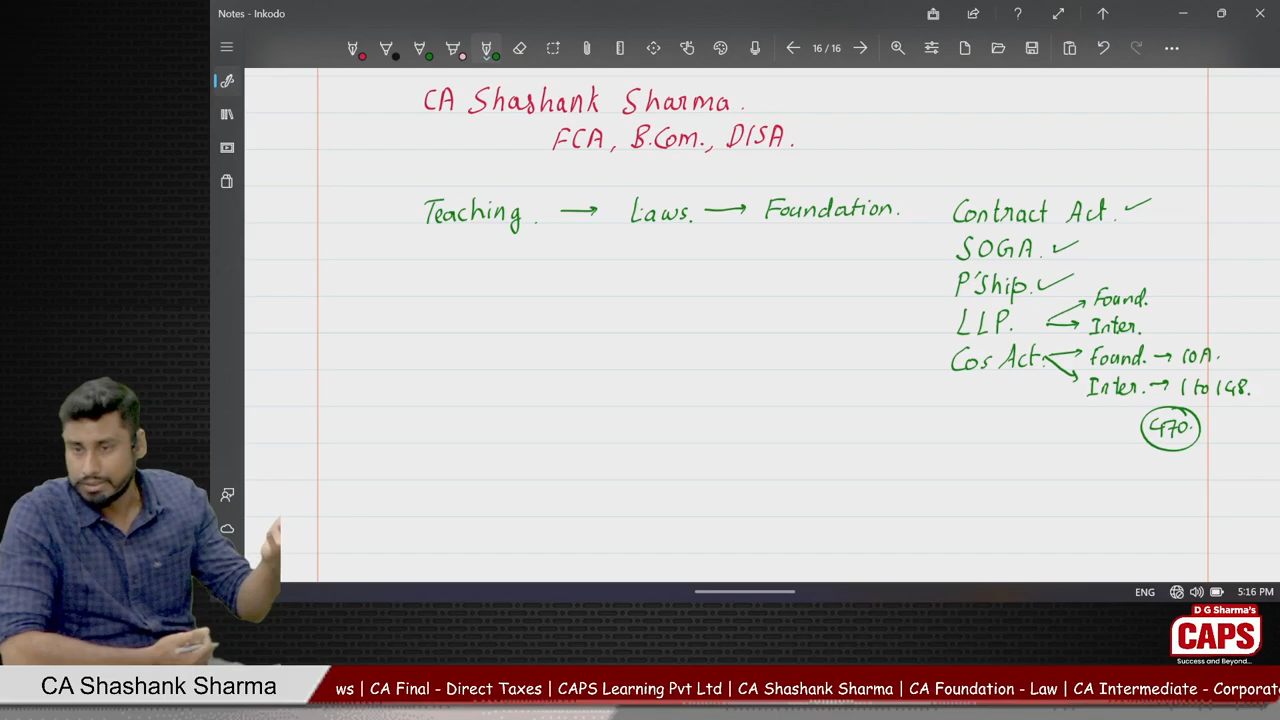 Notes - Inkodo
16/16
CA Shashank Sharma.
FCA, B.Com., DISA.
Teaching. → Laws. → Foundation.
Contract Act. ✓
SOGA. ✓
P'Ship. ✓
LLP. → Found.
→ Inter.
Cos Act. → Found. → COA.
→ Inter. → 1 to 148.
470.
ENG
5:16 PM
D G Sharma's
CAPS
Success and Beyond...
CA Shashank Sharma
ws | CA Final - Direct Taxes | CAPS Learning Pvt Ltd | CA Shashank Sharma | CA Foundation - Law | CA Intermediate - Corporat